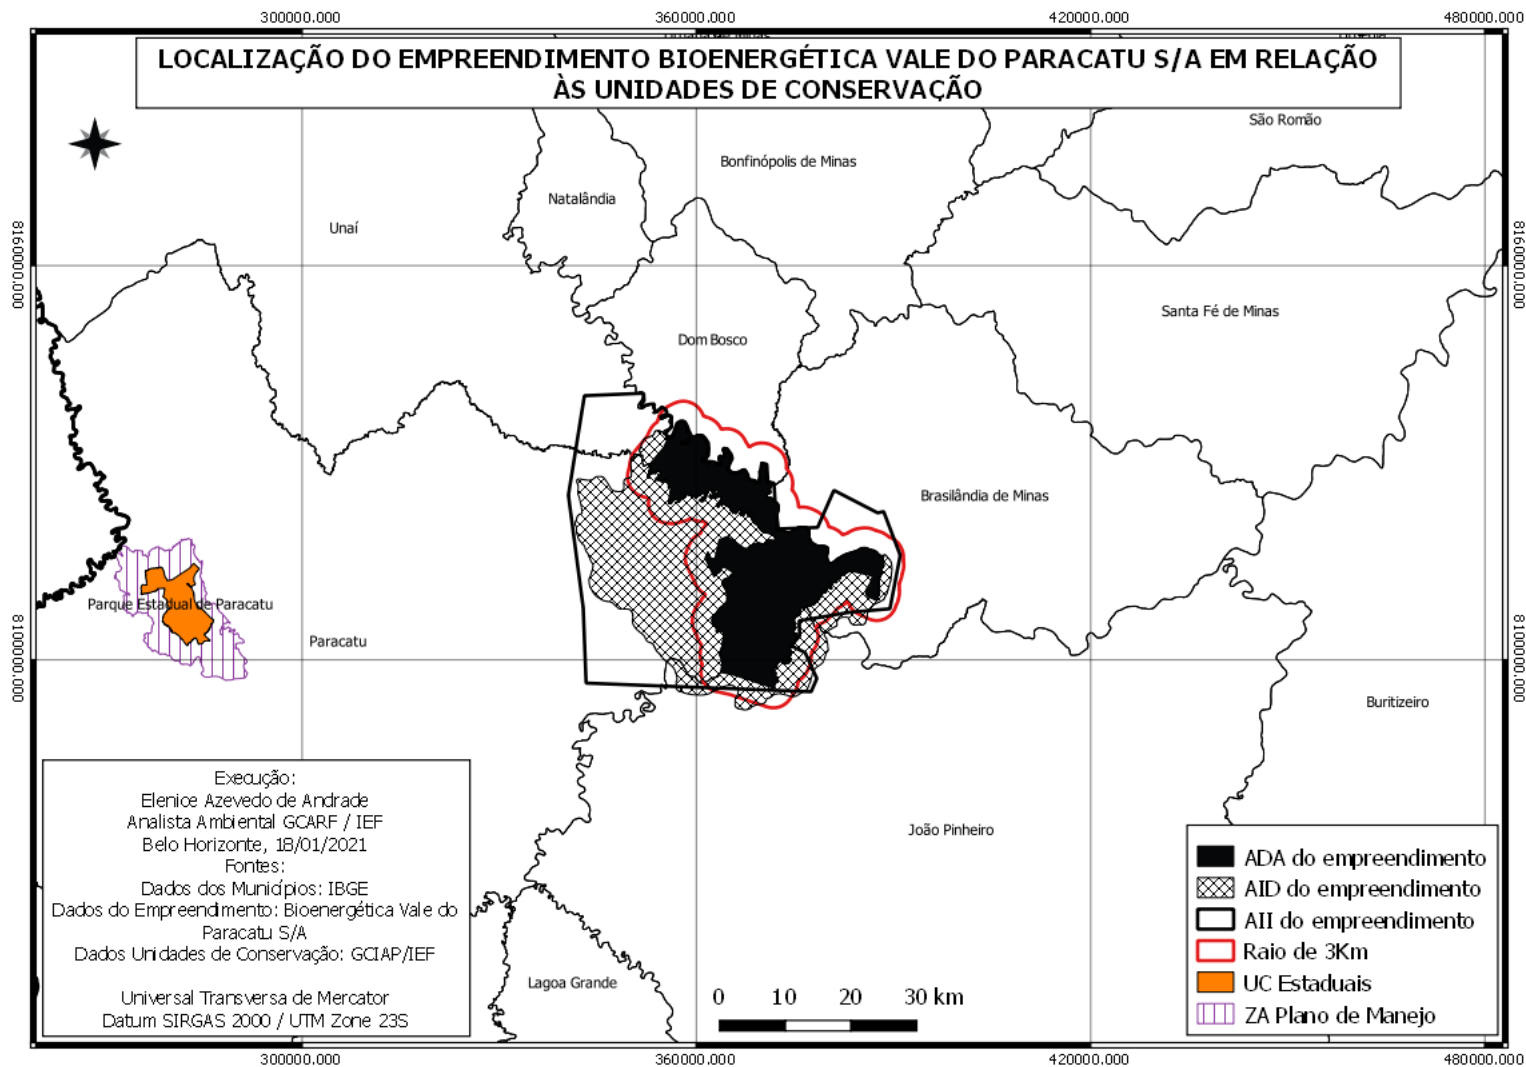 300000.000
360000.000
420000.000
480000.000
LOCALIZAÇÃO DO EMPREENDIMENTO BIOENERGÉTICA VALE DO PARACATU S/A EM RELAÇÃO
ÀS UNIDADES DE CONSERVAÇÃO
São Romão
Bonfinópolis de Minas
Natalândia
Unaí
8160000.000
8160000.000
Santa Fé de Minas
Dom Bosco
Brasilândia de Minas
Parque Estadual de Paracatu
Paracatu
8100000.000
8100000.000
Buritizeiro
João Pinheiro
Lagoa Grande
Execução:
Elenice Azevedo de Andrade
Analista Ambiental GCARF / IEF
Belo Horizonte, 18/01/2021
Fontes:
Dados dos Municípios: IBGE
Dados do Empreendimento: Bioenergética Vale do
Paracatu S/A
Dados Unidades de Conservação: GCIAP/IEF
Universal Transversa de Mercator
Datum SIRGAS 2000 / UTM Zone 23S
0 10 20 30 km
ADA do empreendimento
AID do empreendimento
AII do empreendimento
Raio de 3Km
UC Estaduais
ZA Plano de Manejo
300000.000
360000.000
420000.000
480000.000